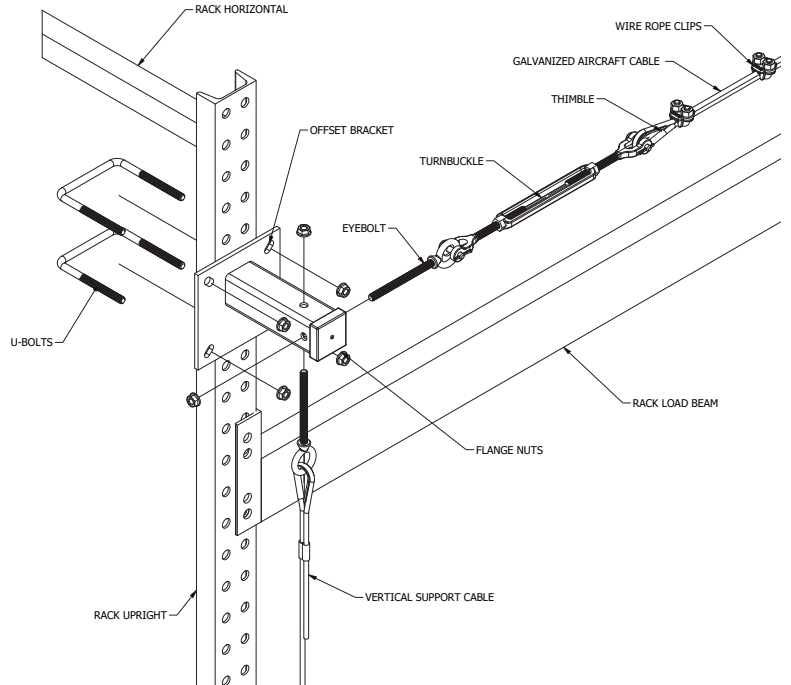 RACK HORIZONTAL
WIRE ROPE CLIPS
GALVANIZED AIRCRAFT CABLE
THIMBLE
OFFSET BRACKET
TURNBUCKLE
EYEBOLT
U-BOLTS
RACK LOAD BEAM
FLANGE NUTS
VERTICAL SUPPORT CABLE
RACK UPRIGHT